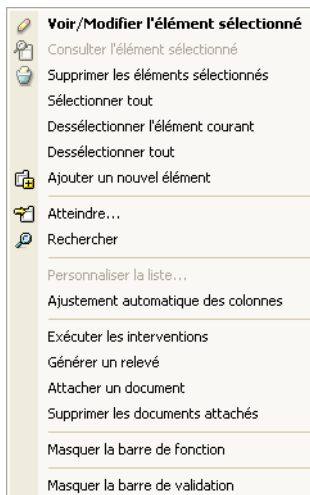 Voir/Modifier l'élément sélectionné
Consulter l'élément sélectionné
Supprimer les éléments sélectionnés
Sélectionner tout
Dessélectionner l'élément courant
Dessélectionner tout
Ajouter un nouvel élément
Atteindre...
Rechercher
Personnaliser la liste...
Ajustement automatique des colonnes
Exécuter les interventions
Générer un relevé
Attacher un document
Supprimer les documents attachés
Masquer la barre de fonction
Masquer la barre de validation